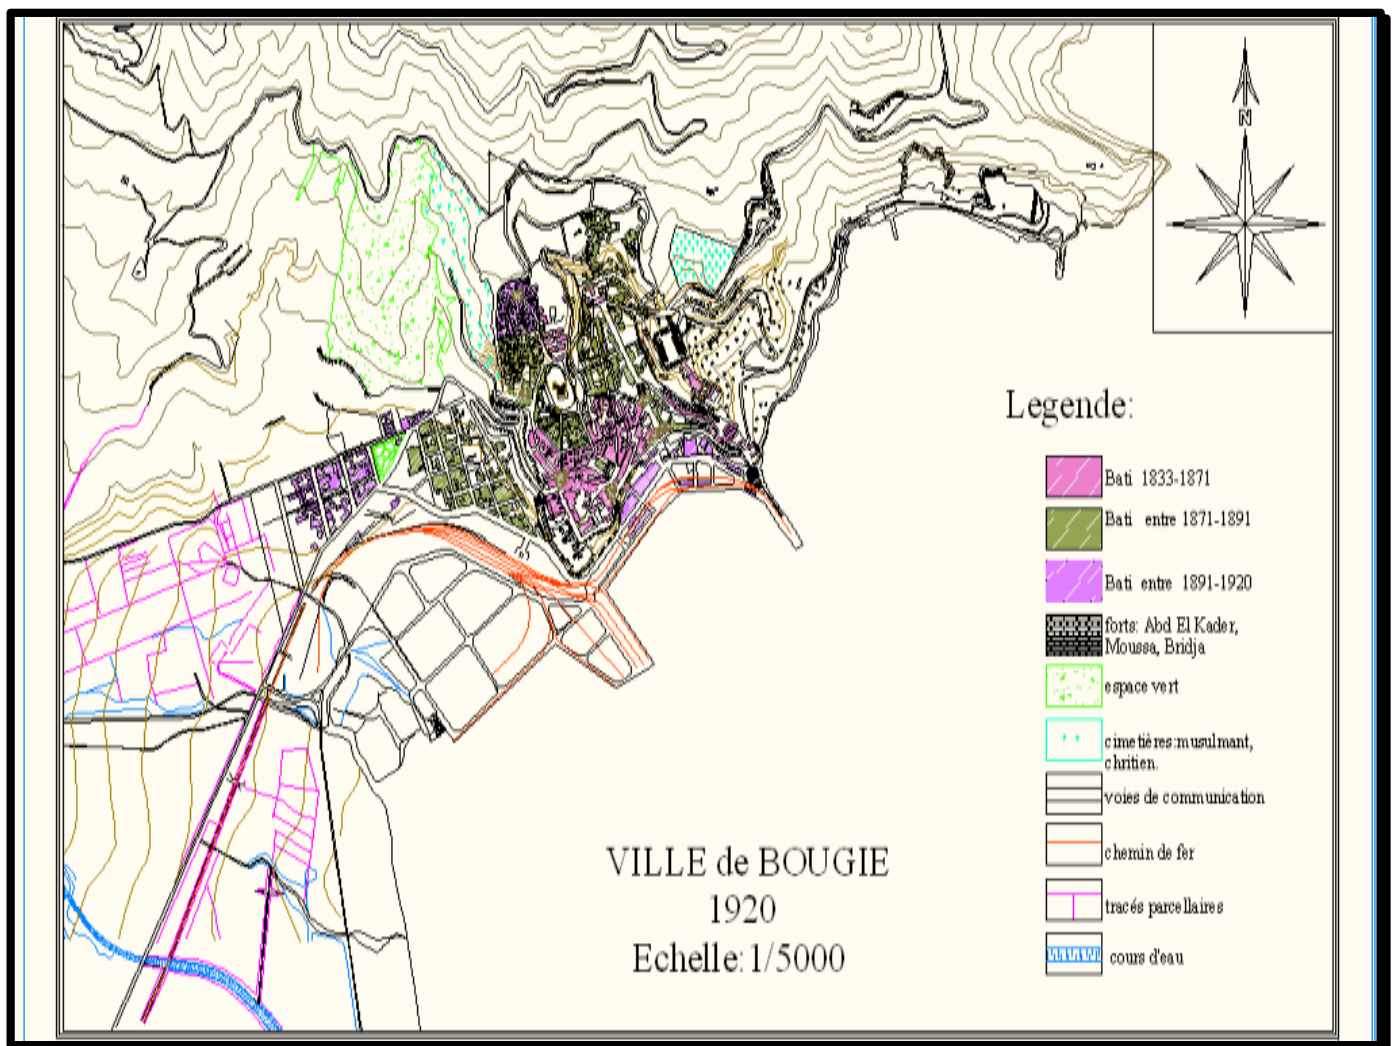 N
Legende:
Bati 1833-1871
Bati entre 1871-1891
Bati entre 1891-1920
forts: Abd El Kader,
Moussa, Bridja
espace vert
cimetières:musulmant,
chritien.
voies de communication
chemin de fer
tracés parcellaires
cours d'eau
VILLE de BOUGIE
1920
Echelle:1/5000